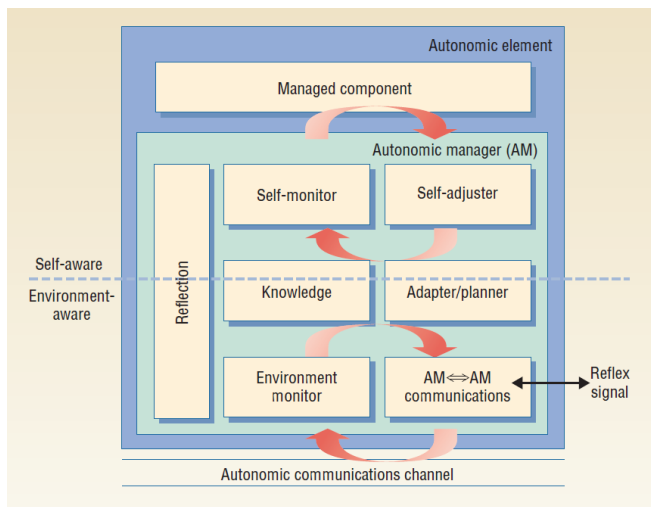 Autonomic element
Managed component
Autonomic manager (AM)
Self-monitor
Self-adjuster
Self-aware
Environment-
aware
Reflection
Knowledge
Adapter/planner
Environment
monitor
AM⇔AM
communications
Reflex
signal
Autonomic communications channel